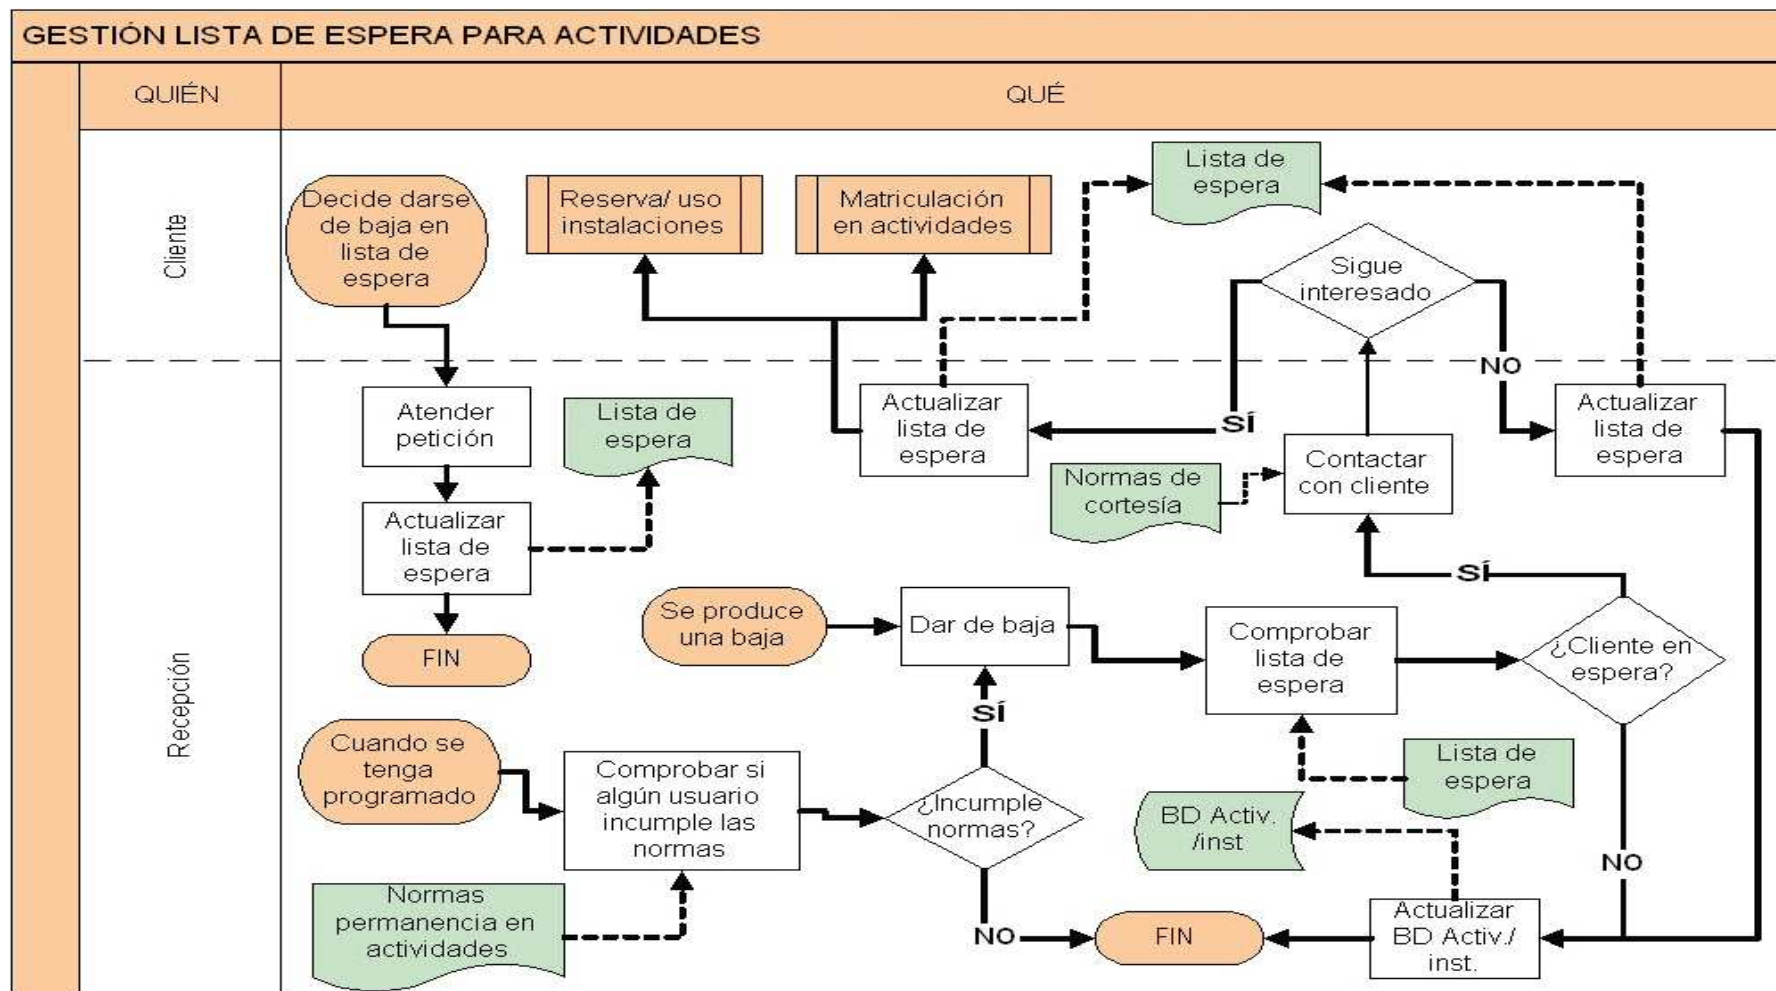 GESTIÓN LISTA DE ESPERA PARA ACTIVIDADES
QUIÉN
QUÉ
Cliente
Decide darse
de baja en
lista de
espera
Reserva/ uso
instalaciones
Matriculación
en actividades
Lista de
espera
Sigue
interesado
NO
SÍ
Recepción
Atender
petición
Lista de
espera
Actualizar
lista de
espera
Actualizar
lista de
espera
Normas de
cortesía
Contactar
con cliente
Actualizar
lista de
espera
SÍ
FIN
Se produce
una baja
Dar de baja
Comprobar
lista de
espera
¿Cliente en
espera?
SÍ
Cuando se
tenga
programado
Comprobar si
algún usuario
incumple las
normas
¿Incumple
normas?
BD Activ.
/inst
Lista de
espera
NO
Normas
permanencia en
actividades
NO
FIN
Actualizar
BD Activ./
inst.